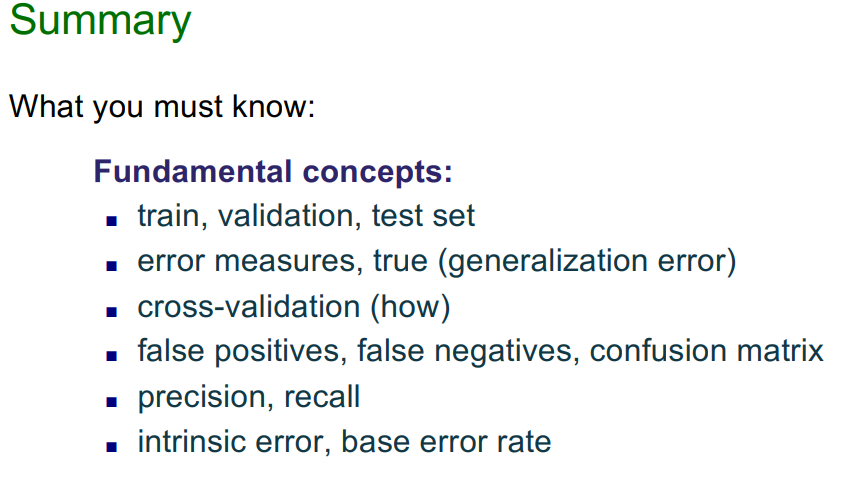 Summary
What you must know:
Fundamental concepts:
▪ train, validation, test set
▪ error measures, true (generalization error)
▪ cross-validation (how)
▪ false positives, false negatives, confusion matrix
▪ precision, recall
▪ intrinsic error, base error rate